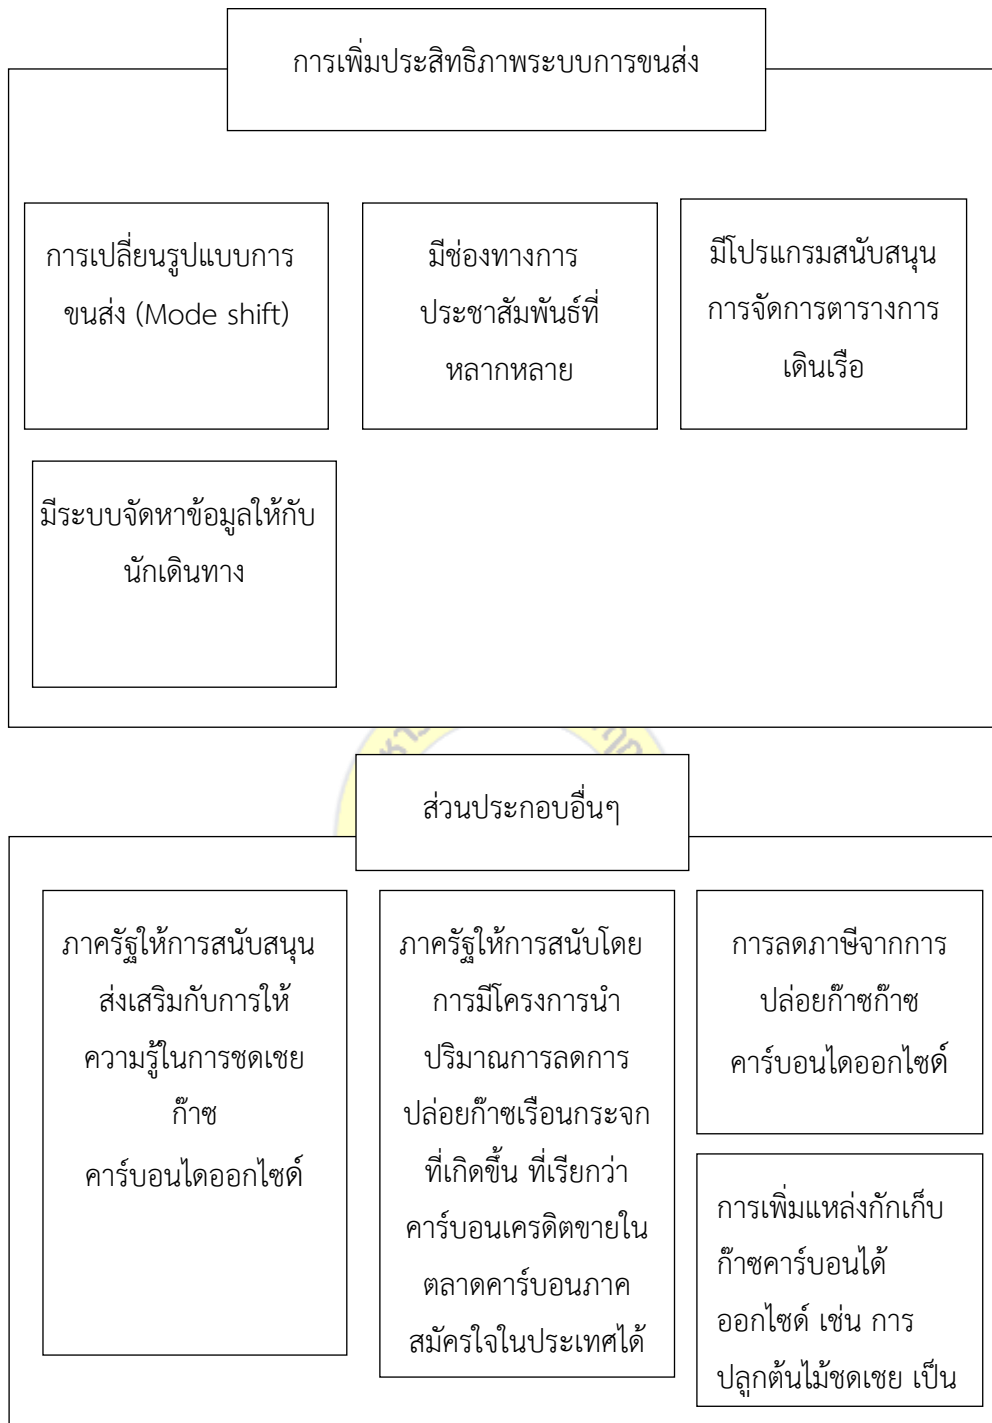 การเพิ่มประสิทธิภาพระบบการขนส่ง
การเปลี่ยนรูปแบบการ
ขนส่ง (Mode shift)
มีช่องทางการ
ประชาสัมพันธ์ที่
หลากหลาย
มีโปรแกรมสนับสนุน
การจัดการตารางการ
เดินเรือ
มีระบบจัดหาข้อมูลให้กับ
นักเดินทาง
ส่วนประกอบอื่นๆ
ภาครัฐให้การสนับสนุน
ส่งเสริมกับการให้
ความรู้ในการชดเชย
ก๊าซ
คาร์บอนไดออกไซด์
ภาครัฐให้การสนับโดย
การมีโครงการนำ
ปริมาณการลดการ
ปล่อยก๊าซเรือนกระจก
ที่เกิดขึ้น ที่เรียกว่า
คาร์บอนเครดิตขายใน
ตลาดคาร์บอนภาค
สมัครใจในประเทศได้
การลดภาษีจากการ
ปล่อยก๊าซก๊าซ
คาร์บอนไดออกไซด์
การเพิ่มแหล่งกักเก็บ
ก๊าซคาร์บอนได้
ออกไซด์ เช่น การ
ปลูกต้นไม้ชดเชย เป็น